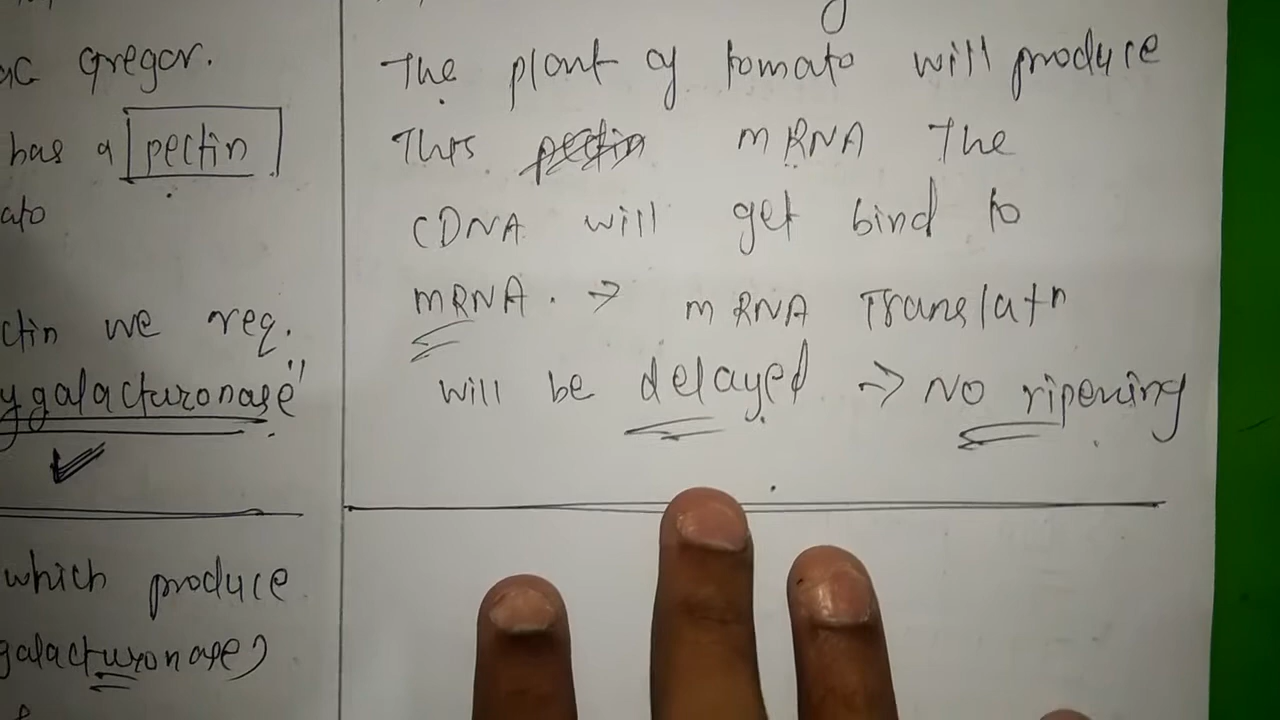 Gregor.
has a pectin
ato
ctin we req.
ygalacturonase"
which produce
galacturonase)
The plant of tomato will produce
This mRNA The
cDNA will get bind to
mRNA. → mRNA Translatn
will be delayed → No ripening